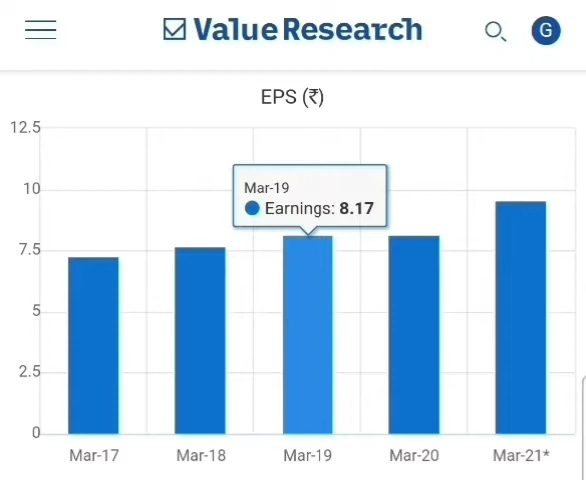 Value Research
G
EPS (₹)
12.5
10
7.5
5
2.5
0
Mar-19
Earnings: 8.17
Mar-17 Mar-18 Mar-19 Mar-20 Mar-21*